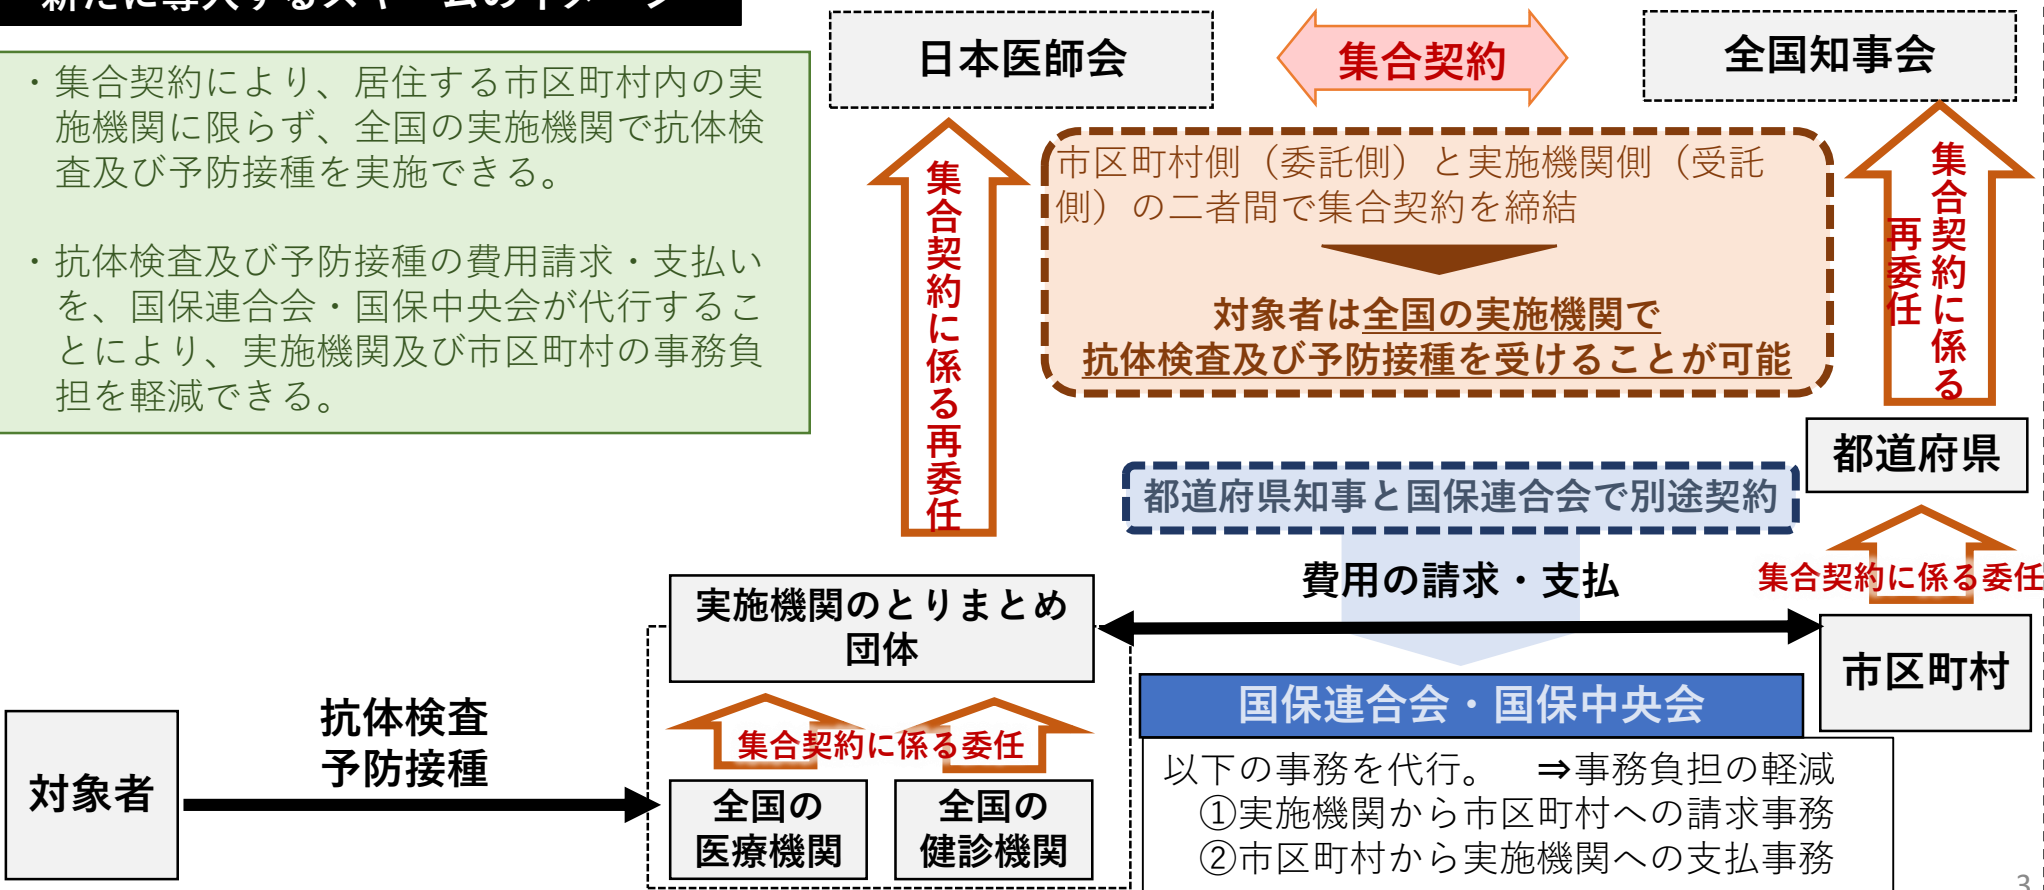 新たに導入するスキームのイメージ
・集合契約により、居住する市区町村内の実
施機関に限らず、全国の実施機関で抗体検
査及び予防接種を実施できる。
・抗体検査及び予防接種の費用請求・支払い
を、国保連合会・国保中央会が代行するこ
とにより、実施機関及び市区町村の事務負
担を軽減できる。
日本医師会
集合契約
全国知事会
市区町村側（委託側）と実施機関側（受託
側）の二者間で集合契約を締結
対象者は全国の実施機関で
抗体検査及び予防接種を受けることが可能
集合契約に係る再委任
集合契約に係る
再委任
都道府県
都道府県知事と国保連合会で別途契約
集合契約に係る委任
費用の請求・支払
実施機関のとりまとめ
団体
市区町村
国保連合会・国保中央会
以下の事務を代行。　⇒事務負担の軽減
①実施機関から市区町村への請求事務
②市区町村から実施機関への支払事務
集合契約に係る委任
抗体検査
予防接種
対象者
全国の
医療機関
全国の
健診機関
3